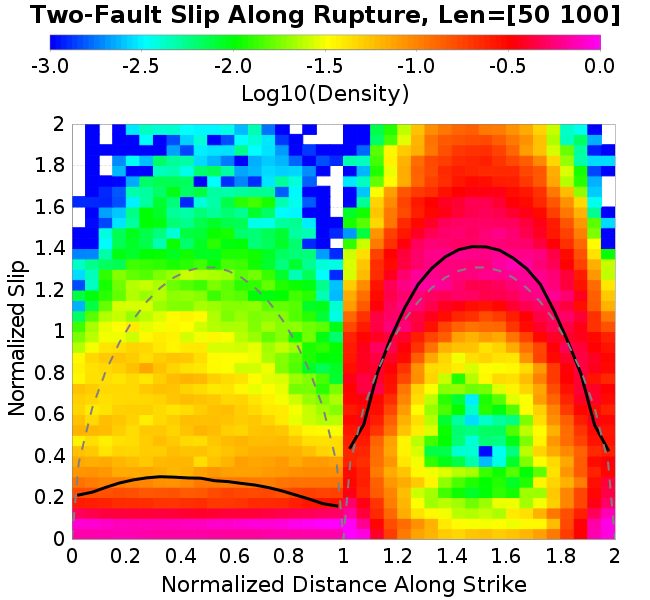 Two-Fault Slip Along Rupture, Len=[50 100]
-3.0 -2.5 -2.0 -1.5 -1.0 -0.5 0.0
Log10(Density)
2
1.8
1.6
1.4
1.2
1
0.8
0.6
0.4
0.2
0
Normalized Slip
0 0.2 0.4 0.6 0.8 1 1.2 1.4 1.6 1.8 2
Normalized Distance Along Strike